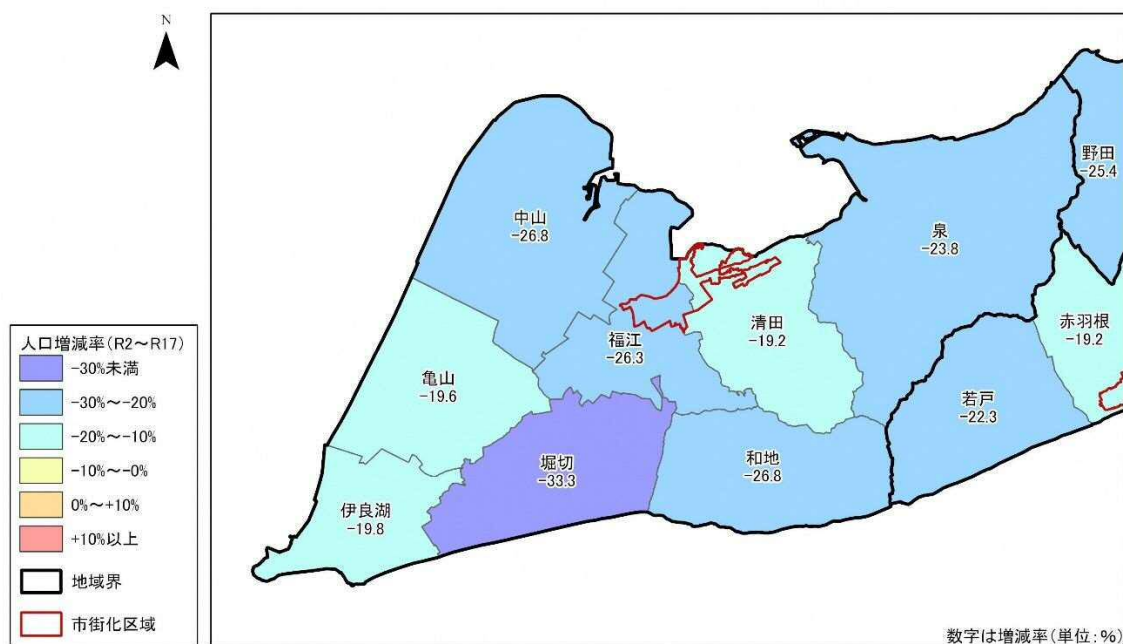 N
中山
-26.8
野田
-25.4
泉
-23.8
清田
-19.2
赤羽根
-19.2
福江
-26.3
亀山
-19.6
若戸
-22.3
堀切
-33.3
和地
-26.8
伊良湖
-19.8
人口増減率(R2～R17)
-30%未満
-30%～-20%
-20%～-10%
-10%～-0%
0%～+10%
+10%以上
地域界
市街化区域
数字は増減率(単位:%)